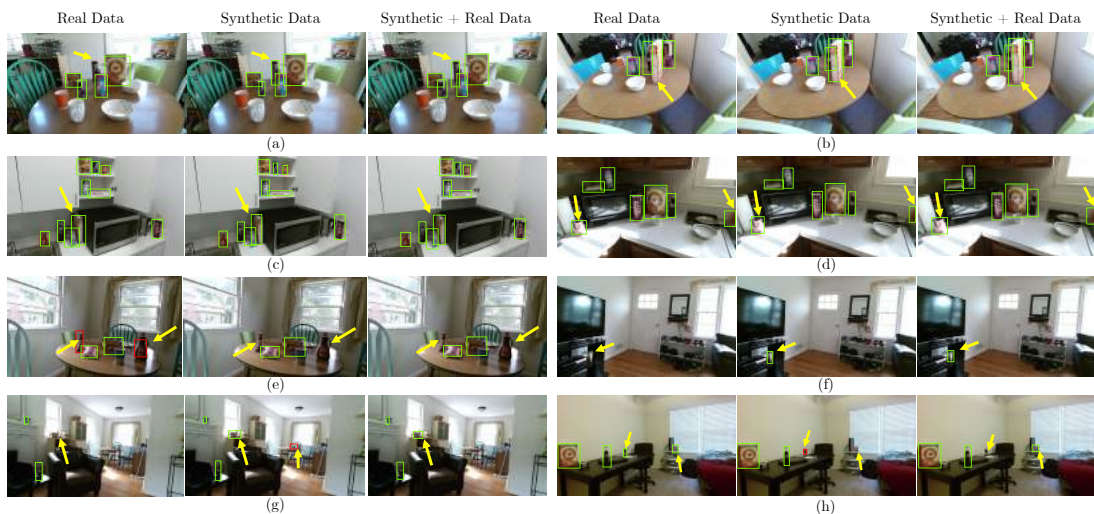 Real Data Synthetic Data Synthetic + Real Data Real Data Synthetic Data Synthetic + Real Data
(a) (b)
(c) (d)
(e) (f)
(g) (h)